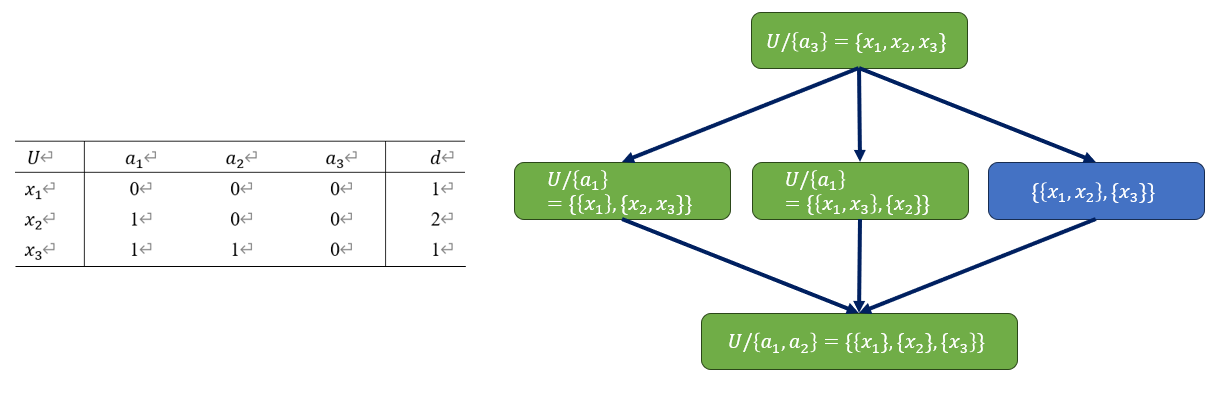 U↵ a₁↵ a₂↵ a₃↵ d↵
x₁↵ 0↵ 0↵ 0↵ 1↵
x₂↵ 1↵ 0↵ 0↵ 2↵
x₃↵ 1↵ 1↵ 0↵ 1↵
U/{a₃} = {x₁, x₂, x₃}
U/{a₁}
= {{x₁}, {x₂, x₃}}
U/{a₁}
= {{x₁, x₃}, {x₂}}
{{x₁, x₂}, {x₃}}
U/{a₁, a₂} = {{x₁}, {x₂}, {x₃}}